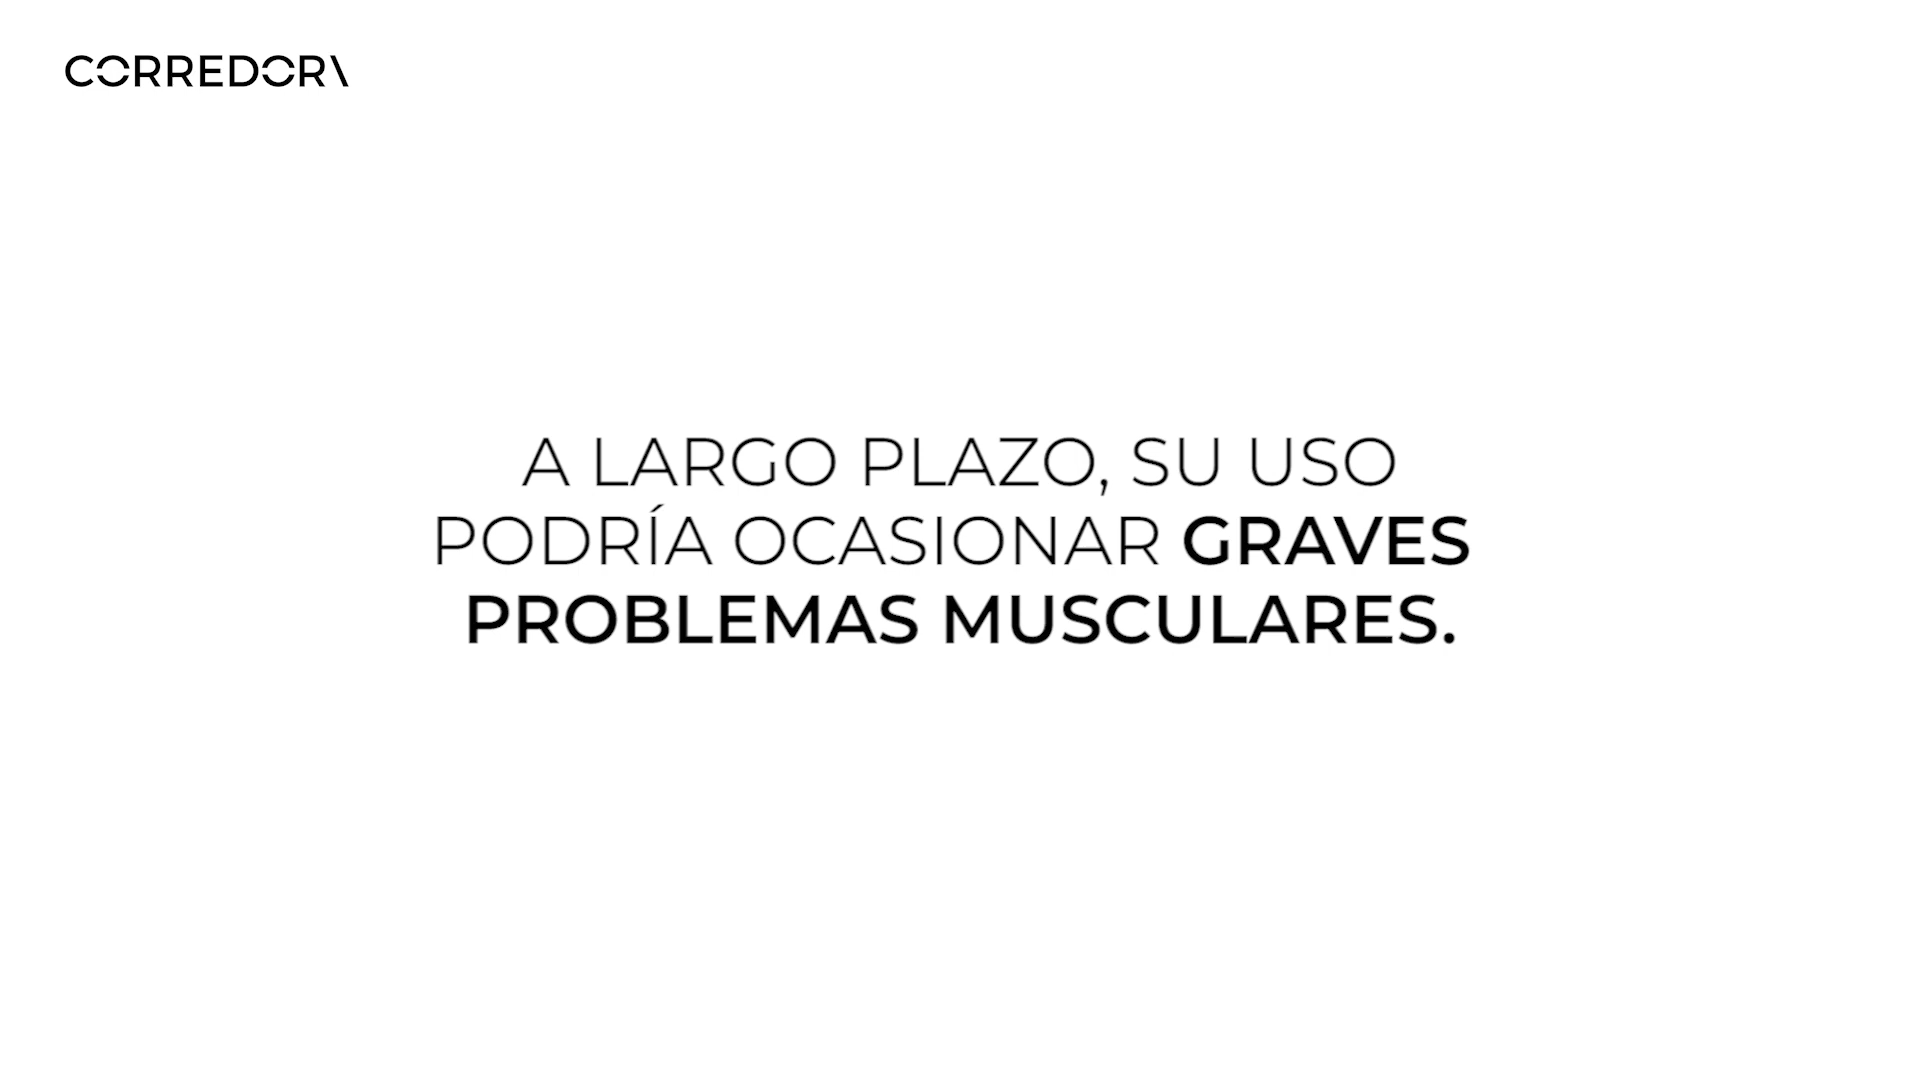 CORREDORA
A LARGO PLAZO, SU USO
PODRÍA OCASIONAR GRAVES
PROBLEMAS MUSCULARES.